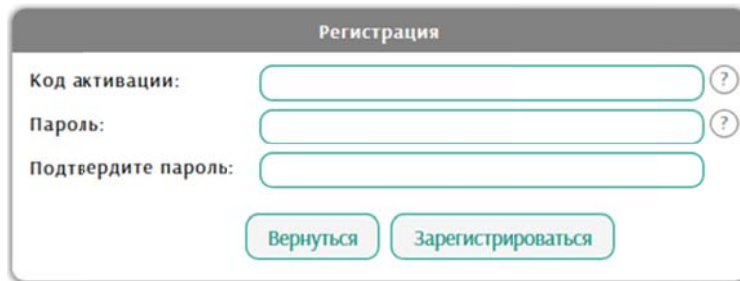 Регистрация
Код активации:
?
Пароль:
?
Подтвердите пароль:
Вернуться Зарегистрироваться